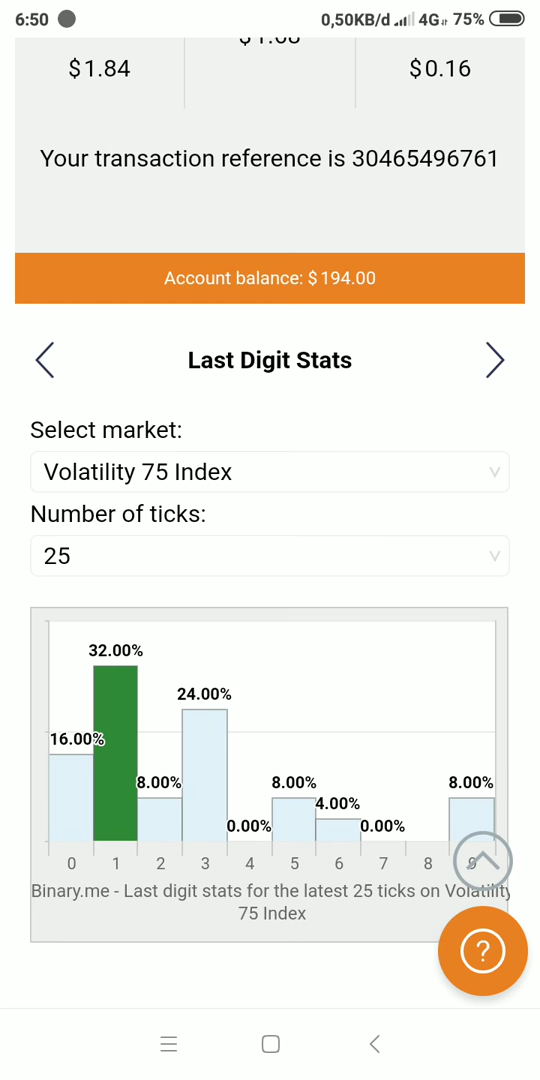 6:50 0,50KB/d 4G 75%
$1.84 $0.16
Your transaction reference is 30465496761
Account balance: $194.00
Last Digit Stats
Select market:
Volatility 75 Index
Number of ticks:
25
32.00%
24.00%
16.00%
8.00% 8.00% 8.00%
4.00%
0.00% 0.00%
0 1 2 3 4 5 6 7 8 9
Binary.me - Last digit stats for the latest 25 ticks on Volatility
75 Index
?